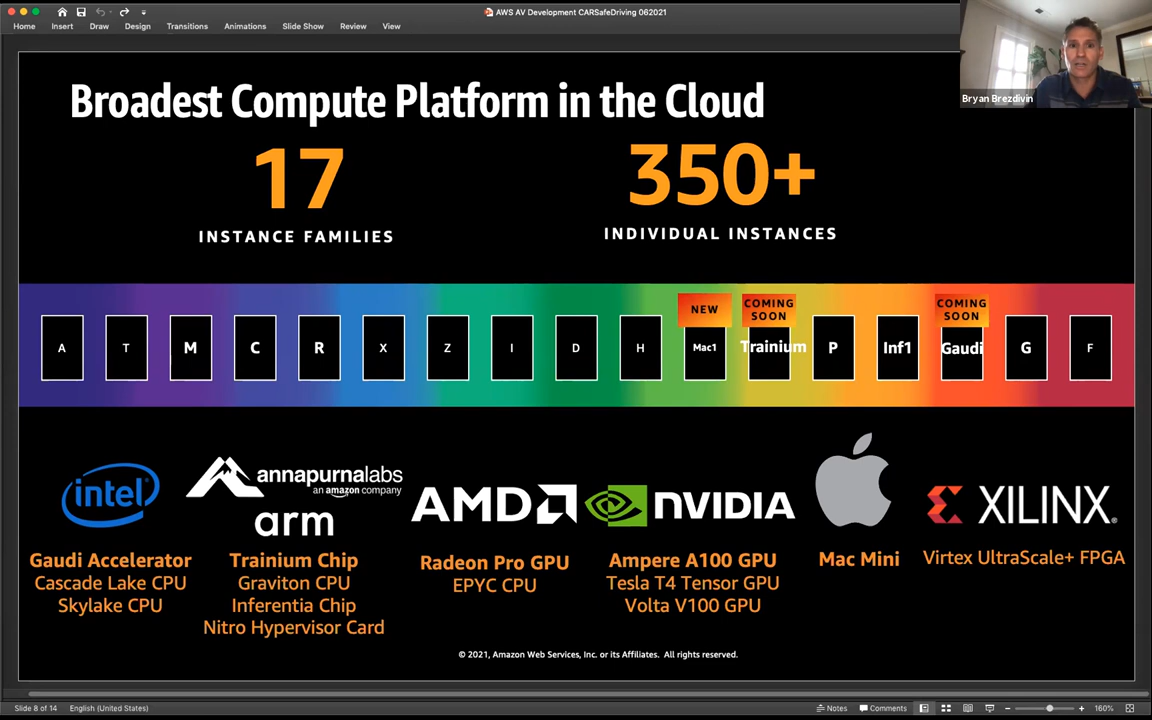 AWS AV Development CARSafeDriving 062021
Home Insert Draw Design Transitions Animations Slide Show Review View
Bryan Brezdivin
Broadest Compute Platform in the Cloud
17
INSTANCE FAMILIES
350+
INDIVIDUAL INSTANCES
NEW
COMING
SOON
COMING
SOON
A T M C R X Z I D H Mac1 Trainium P Inf1 Gaudi G F
intel
Gaudi Accelerator
Cascade Lake CPU
Skylake CPU
annapurnalabs
an amazon company
arm
Trainium Chip
Graviton CPU
Inferentia Chip
Nitro Hypervisor Card
AMD
Radeon Pro GPU
EPYC CPU
NVIDIA
Ampere A100 GPU
Tesla T4 Tensor GPU
Volta V100 GPU
Mac Mini
XILINX
Virtex UltraScale+ FPGA
© 2021, Amazon Web Services, Inc. or its Affiliates. All rights reserved.
Slide 8 of 14 English (United States) Notes Comments 160%